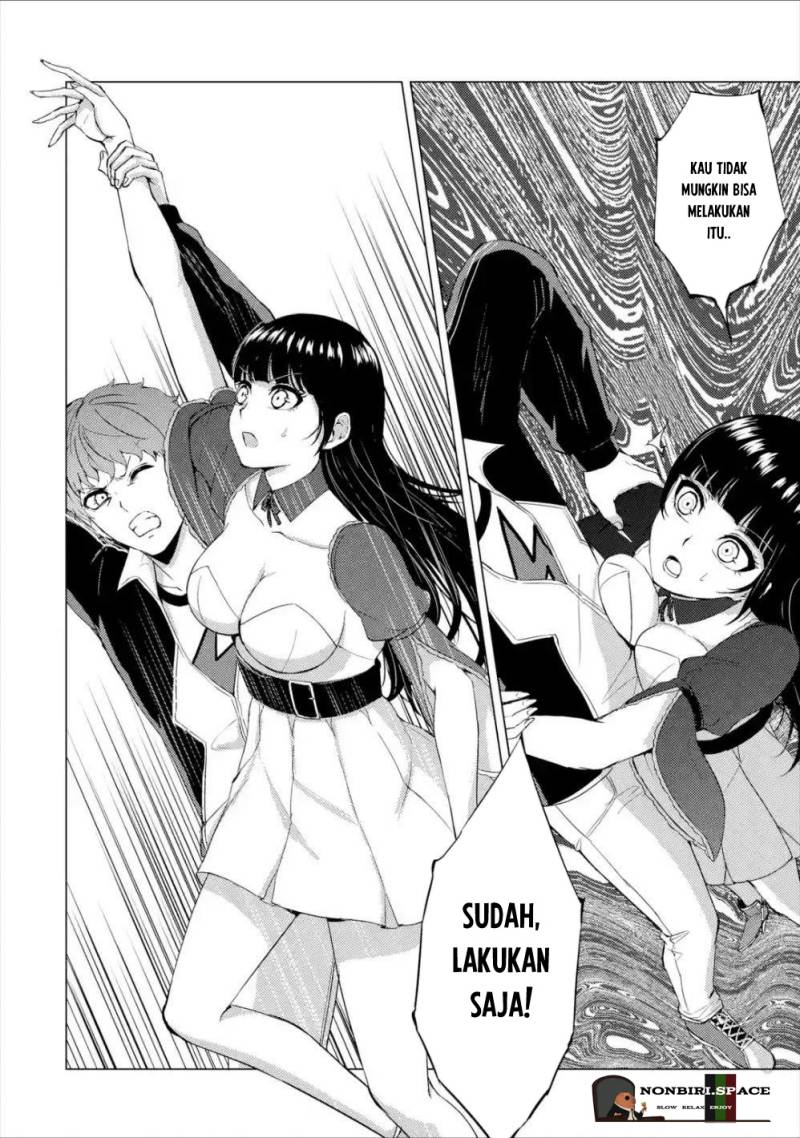 KAU TIDAK
MUNGKIN BISA
MELAKUKAN
ITU..
SUDAH,
LAKUKAN
SAJA!
NONBIRI.SPACE
SLOW RELAX ENJOY